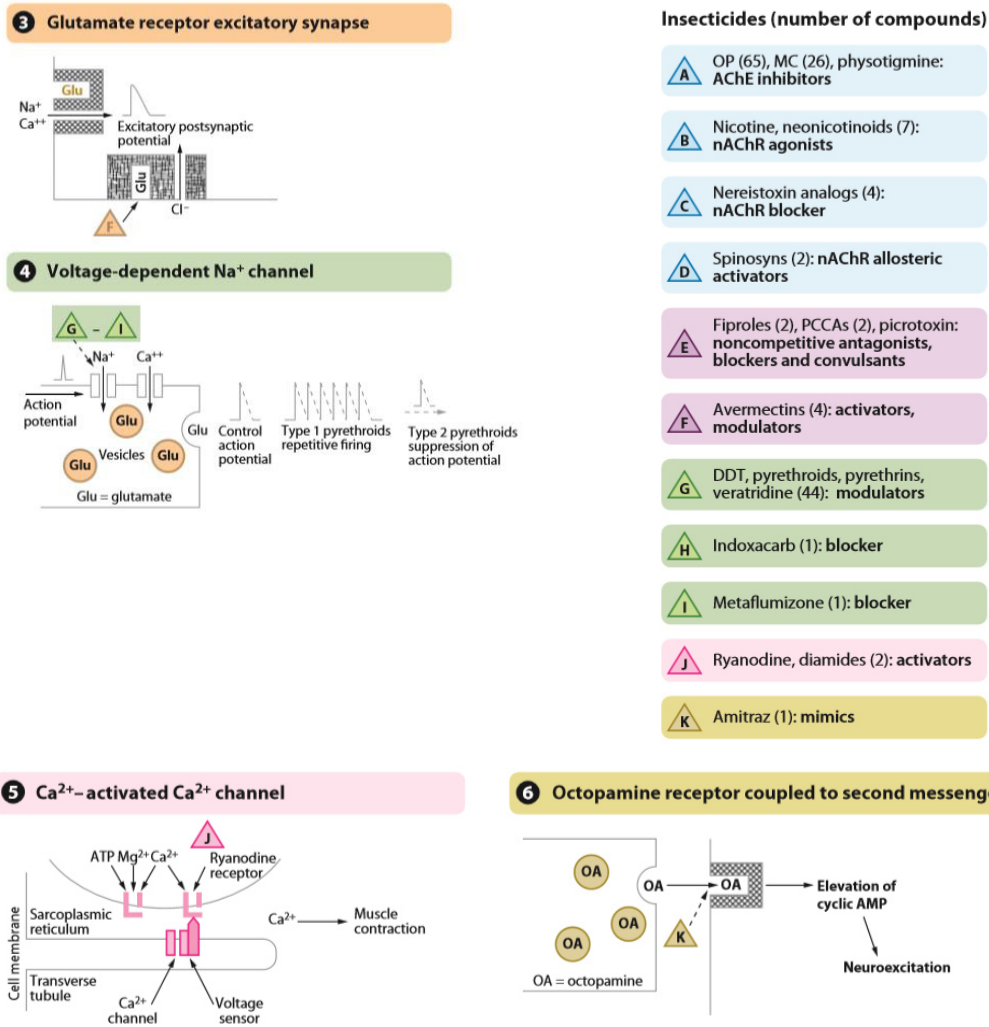 3 Glutamate receptor excitatory synapse
Glu
Na+
Ca++
Excitatory postsynaptic
potential
Glu
Cl–
F
4 Voltage-dependent Na+ channel
G – I
Na+ Ca++
Action
potential
Glu
Glu
Vesicles
Glu
Glu
Glu = glutamate
Control
action
potential
Type 1 pyrethroids
repetitive firing
Type 2 pyrethroids
suppression of
action potential
Insecticides (number of compounds)
A OP (65), MC (26), physotigmine:
AChE inhibitors
B Nicotine, neonicotinoids (7):
nAChR agonists
C Nereistoxin analogs (4):
nAChR blocker
D Spinosyns (2): nAChR allosteric
activators
E Fiproles (2), PCCAs (2), picrotoxin:
noncompetitive antagonists,
blockers and convulsants
F Avermectins (4): activators,
modulators
G DDT, pyrethroids, pyrethrins,
veratridine (44): modulators
H Indoxacarb (1): blocker
I Metaflumizone (1): blocker
J Ryanodine, diamides (2): activators
K Amitraz (1): mimics
5 Ca2+–activated Ca2+ channel
J
ATP Mg2+ Ca2+
Ryanodine
receptor
Sarcoplasmic
reticulum
Ca2+
Muscle
contraction
Cell membrane
Transverse
tubule
Ca2+
channel
Voltage
sensor
6 Octopamine receptor coupled to second messeng
OA
OA
OA
OA
OA
K
Elevation of
cyclic AMP
Neuroexcitation
OA = octopamine